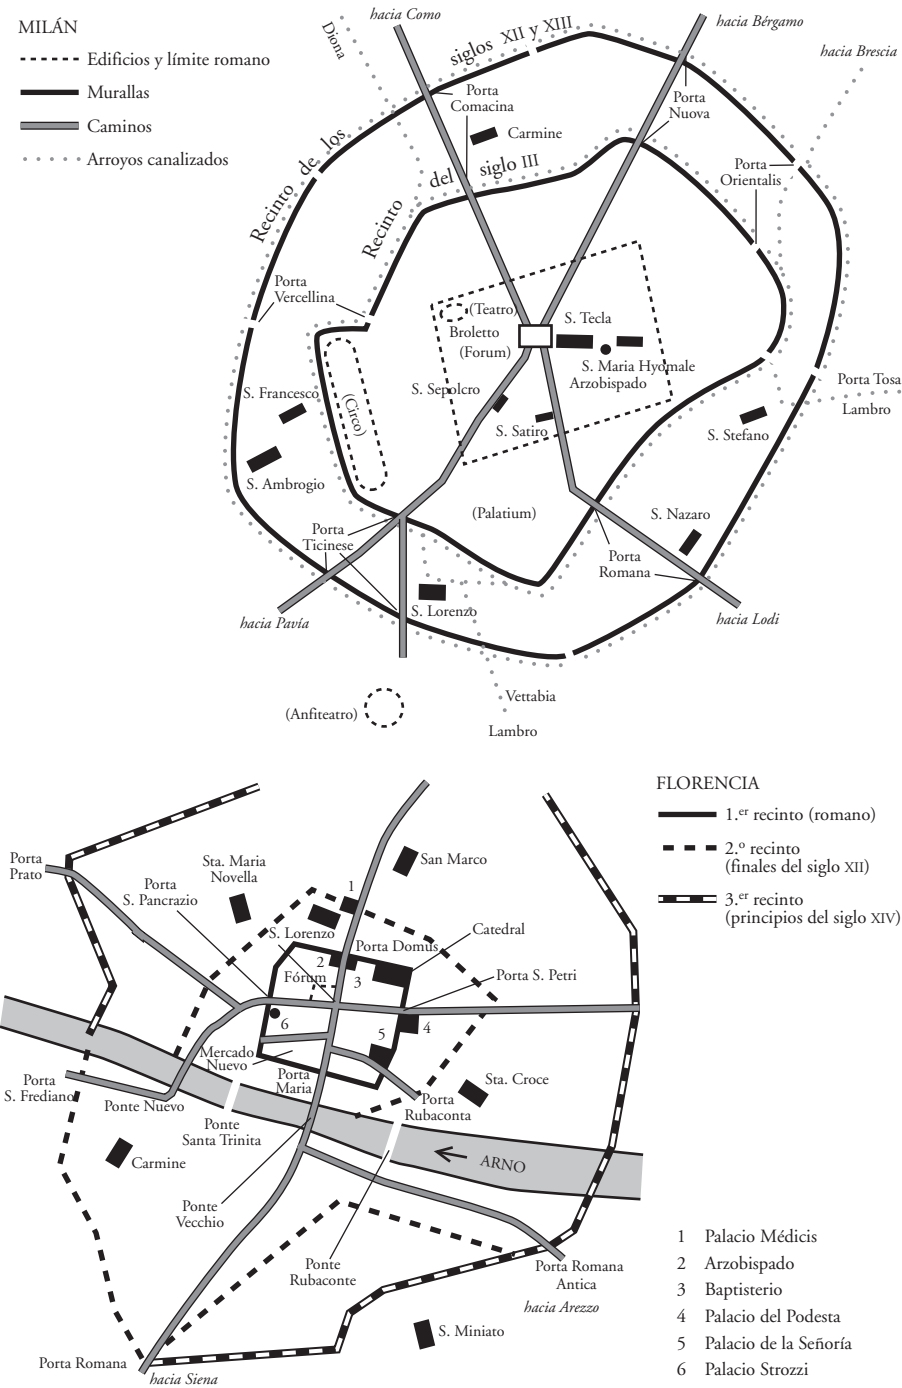 MILÁN
Edificios y límite romano
Murallas
Caminos
Arroyos canalizados
hacia Como
Diona
siglos XII y XIII
hacia Bérgamo
hacia Brescia
Porta
Comacina
Carmine
Porta
Nuova
Recinto de los
del siglo III
Porta
Orientalis
Recinto
Porta
Vercellina
(Teatro)
Broletto
(Forum)
S. Tecla
S. Maria Hyomale
Arzobispado
Porta Tosa
Lambro
S. Francesco
(Circo)
S. Sepolcro
S. Satiro
S. Stefano
S. Ambrogio
(Palatium)
S. Nazaro
Porta
Ticinese
Porta
Romana
hacia Pavía
S. Lorenzo
hacia Lodi
Vettabia
(Anfiteatro)
Lambro
FLORENCIA
1.er recinto (romano)
2.º recinto
(finales del siglo XII)
3.er recinto
(principios del siglo XIV)
Porta
Prato
Sta. Maria
Novella
San Marco
Porta
S. Pancrazio
1
S. Lorenzo
Porta Domus
Catedral
2
Fórum
3
Porta S. Petri
6
5
4
Mercado
Nuevo
Porta
Maria
Sta. Croce
Porta
S. Frediano
Ponte Nuevo
Porta
Rubaconta
Ponte
Santa Trinita
ARNO
Carmine
Ponte
Vecchio
Ponte
Rubaconte
Porta Romana
Antica
hacia Arezzo
S. Miniato
Porta Romana
hacia Siena
1 Palacio Médicis
2 Arzobispado
3 Baptisterio
4 Palacio del Podesta
5 Palacio de la Señoría
6 Palacio Strozzi